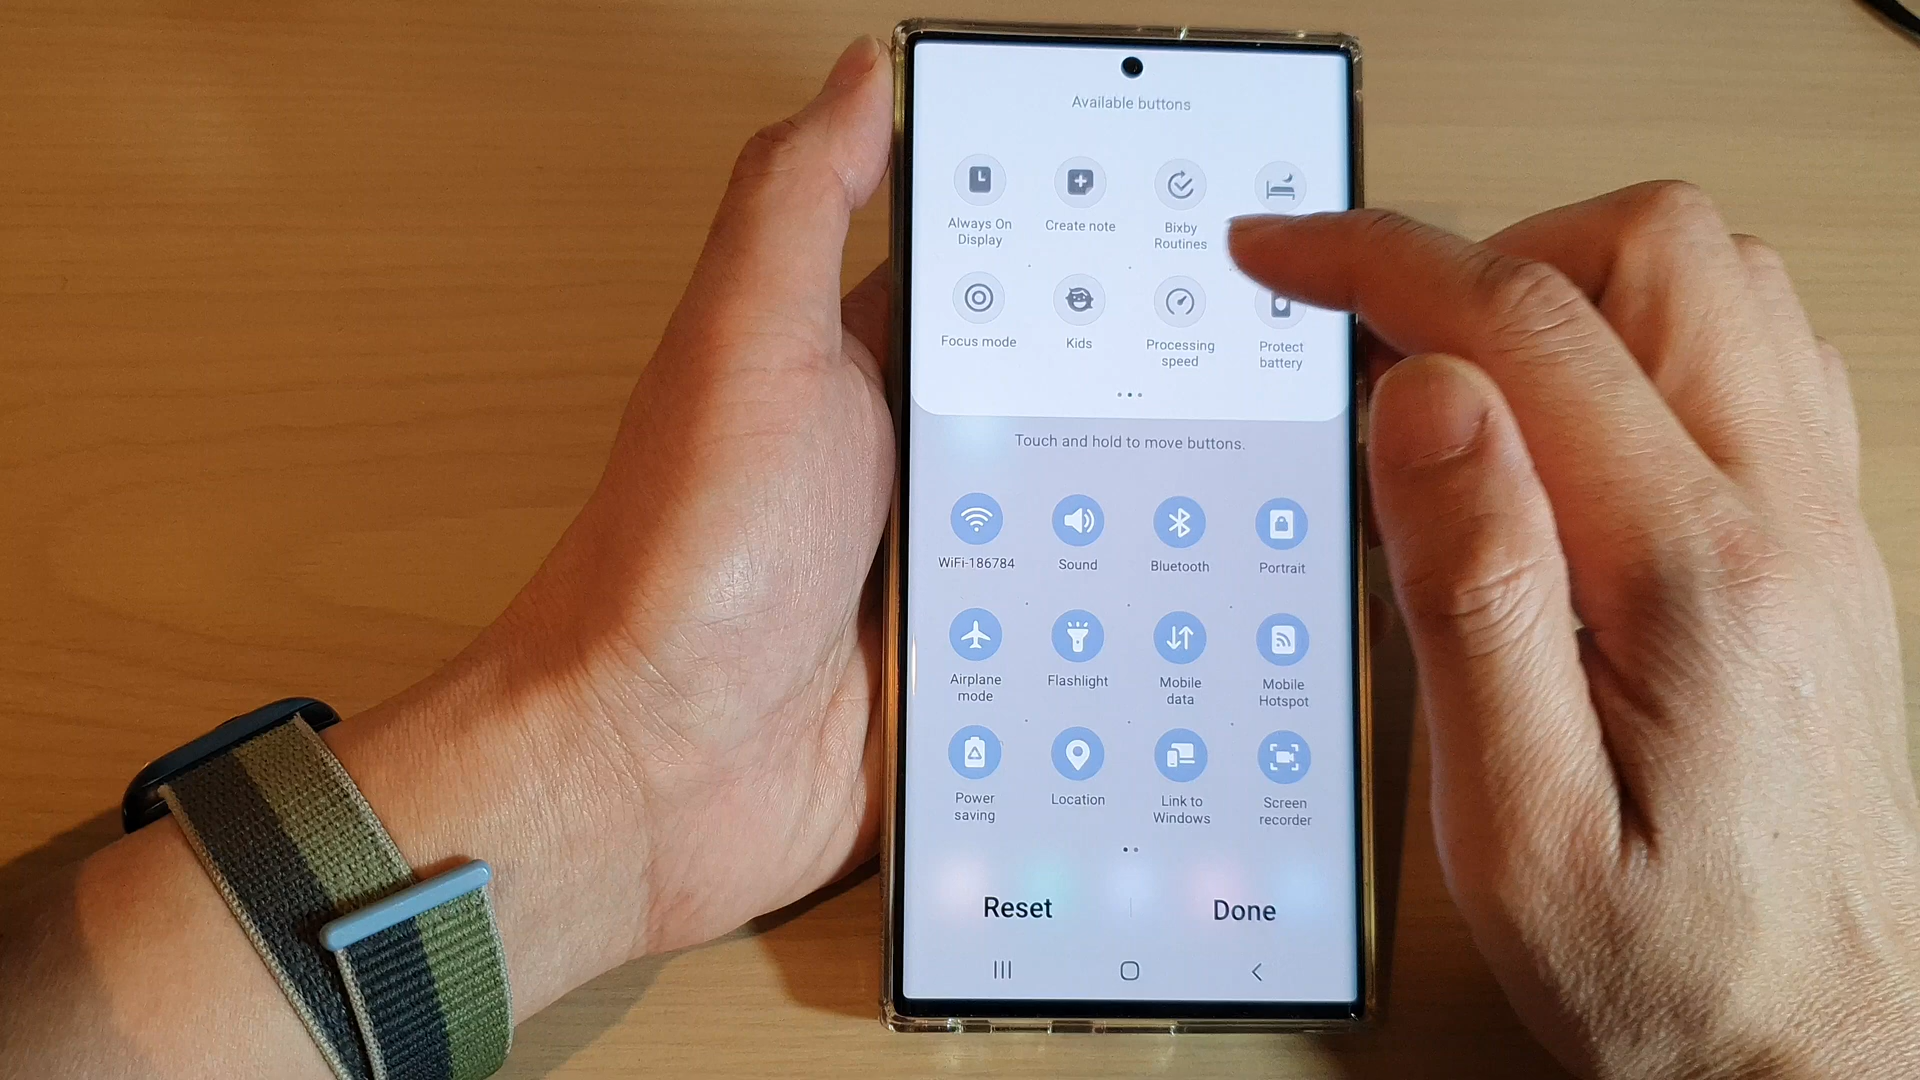 Available buttons
Always On
Display
Create note
Bixby
Routines
Focus mode
Kids
Processing
speed
Protect
battery
Touch and hold to move buttons.
WiFi-186784
Sound
Bluetooth
Portrait
Airplane
mode
Flashlight
Mobile
data
Mobile
Hotspot
Power
saving
Location
Link to
Windows
Screen
recorder
Reset
Done